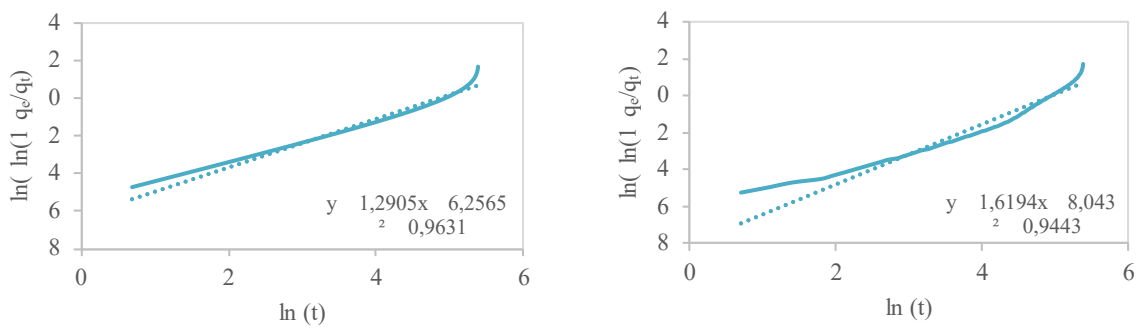 4
2
0
2
4
6
8
ln( ln(1 qe/qt)
y 1,2905x 6,2565
² 0,9631
0 2 4 6
ln (t)
4
2
0
2
4
6
8
ln( ln(1 qe/qt)
y 1,6194x 8,043
² 0,9443
0 2 4 6
ln (t)